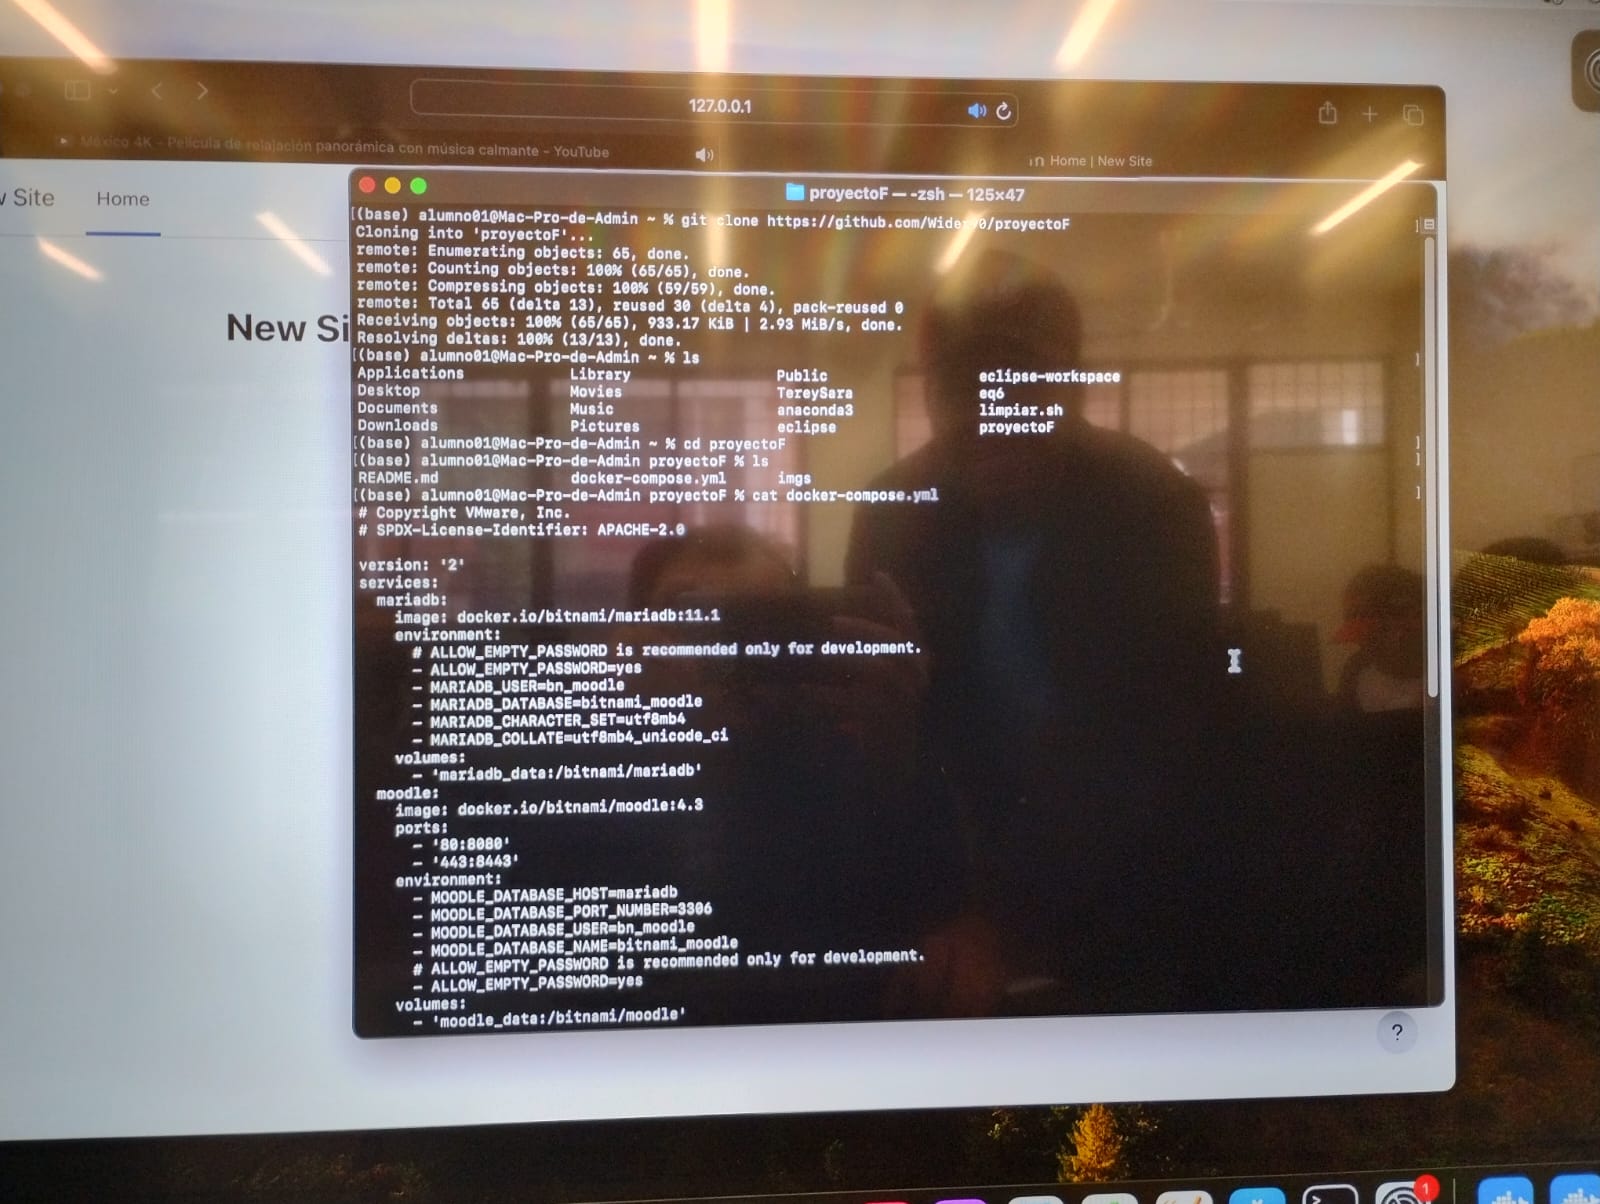 127.0.0.1
México 4K - Película de relajación panorámica con música calmante - YouTube
Home | New Site
Site
Home
New Si
proyectoF — -zsh — 125×47
(base) alumno01@Mac-Pro-de-Admin ~ % git clone https://github.com/Wider10/proyectoF
Cloning into 'proyectoF'...
remote: Enumerating objects: 65, done.
remote: Counting objects: 100% (65/65), done.
remote: Compressing objects: 100% (59/59), done.
remote: Total 65 (delta 13), reused 30 (delta 4), pack-reused 0
Receiving objects: 100% (65/65), 933.17 KiB | 2.93 MiB/s, done.
Resolving deltas: 100% (13/13), done.
(base) alumno01@Mac-Pro-de-Admin ~ % ls
Applications Library Public eclipse-workspace
Desktop Movies TereySara eq6
Documents Music anaconda3 limpiar.sh
Downloads Pictures eclipse proyectoF
(base) alumno01@Mac-Pro-de-Admin ~ % cd proyectoF
(base) alumno01@Mac-Pro-de-Admin proyectoF % ls
README.md docker-compose.yml imgs
(base) alumno01@Mac-Pro-de-Admin proyectoF % cat docker-compose.yml
# Copyright VMware, Inc.
# SPDX-License-Identifier: APACHE-2.0
version: '2'
services:
mariadb:
image: docker.io/bitnami/mariadb:11.1
environment:
# ALLOW_EMPTY_PASSWORD is recommended only for development.
- ALLOW_EMPTY_PASSWORD=yes
- MARIADB_USER=bn_moodle
- MARIADB_DATABASE=bitnami_moodle
- MARIADB_CHARACTER_SET=utf8mb4
- MARIADB_COLLATE=utf8mb4_unicode_ci
volumes:
- 'mariadb_data:/bitnami/mariadb'
moodle:
image: docker.io/bitnami/moodle:4.3
ports:
- '80:8080'
- '443:8443'
environment:
- MOODLE_DATABASE_HOST=mariadb
- MOODLE_DATABASE_PORT_NUMBER=3306
- MOODLE_DATABASE_USER=bn_moodle
- MOODLE_DATABASE_NAME=bitnami_moodle
# ALLOW_EMPTY_PASSWORD is recommended only for development.
- ALLOW_EMPTY_PASSWORD=yes
volumes:
- 'moodle_data:/bitnami/moodle'
?
1